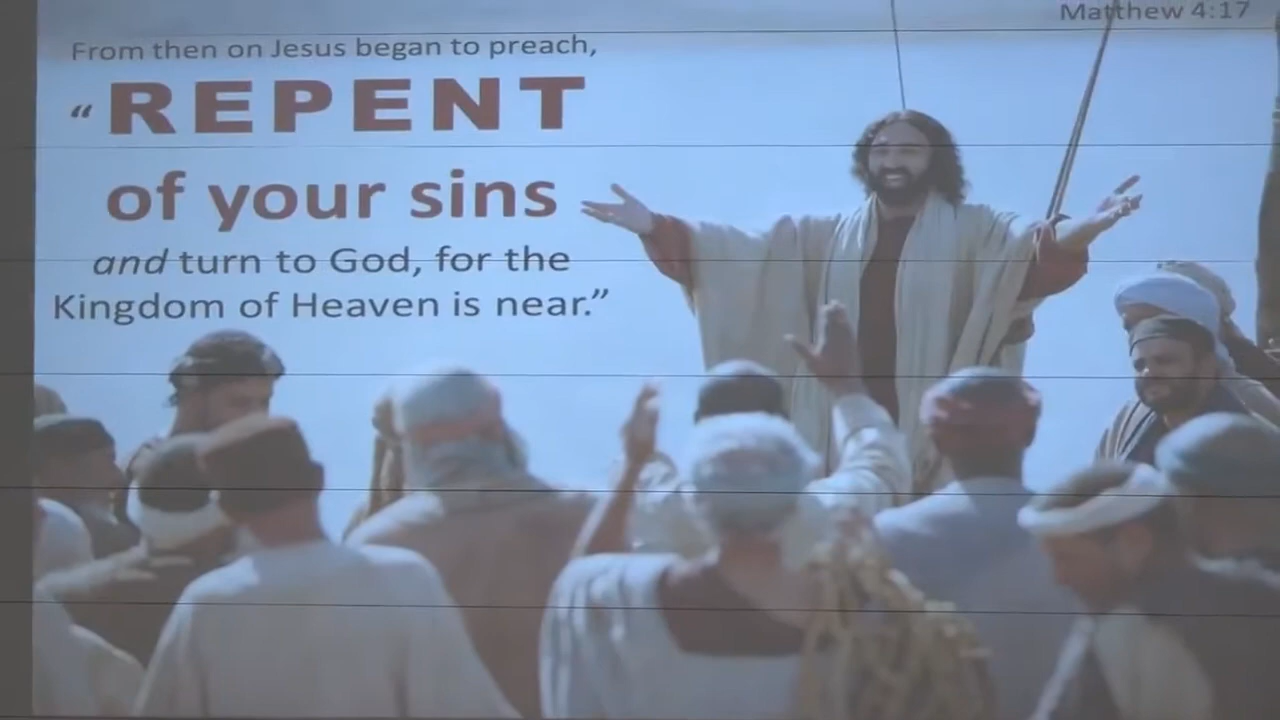 Matthew 4:17
From then on Jesus began to preach,
“REPENT
of your sins
and turn to God, for the
Kingdom of Heaven is near.”